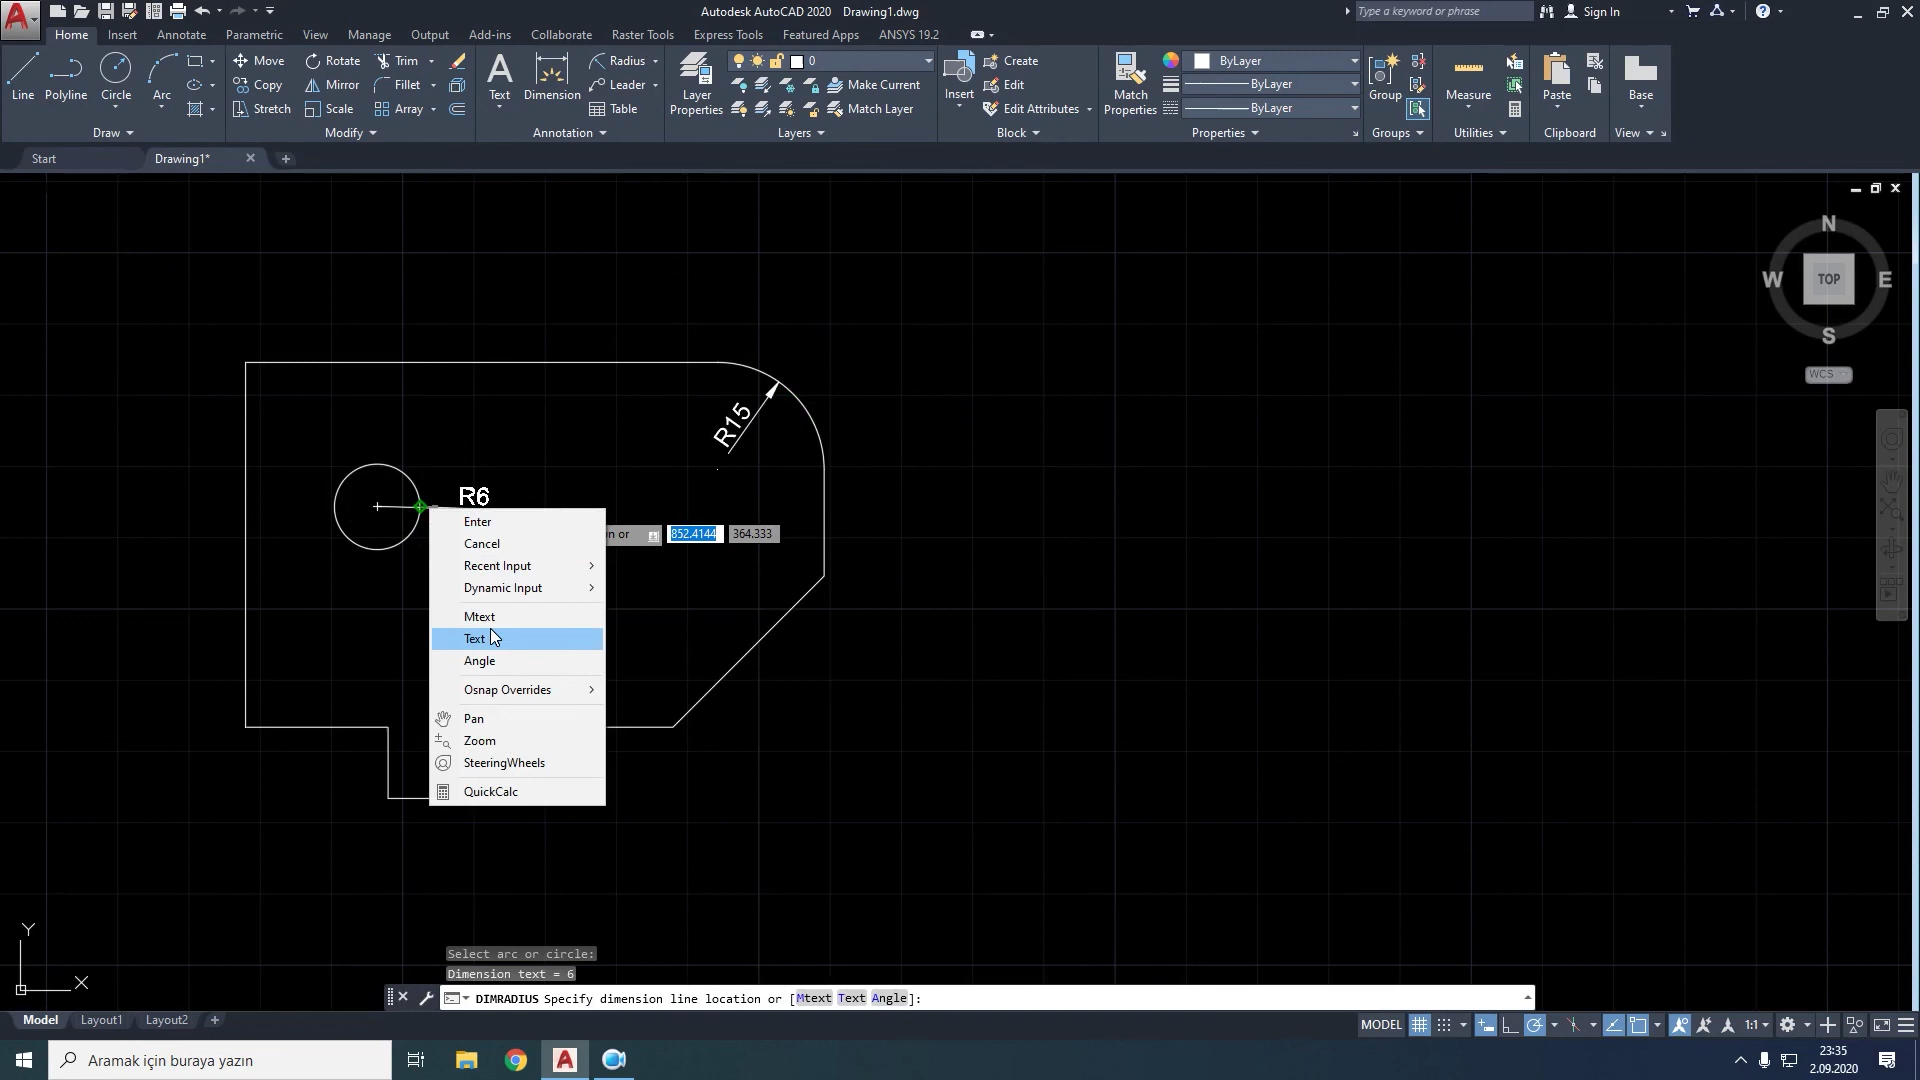 Autodesk AutoCAD 2020 Drawing1.dwg
Type a keyword or phrase
Sign In
Home Insert Annotate Parametric View Manage Output Add-ins Collaborate Raster Tools Express Tools Featured Apps ANSYS 19.2
Line Polyline Circle Arc
Move Rotate Trim
Copy Mirror Fillet
Stretch Scale Array
Text Dimension
Radius
Leader
Table
Layer Properties
0
Make Current
Match Layer
Insert
Create
Edit
Edit Attributes
Match Properties
ByLayer
ByLayer
ByLayer
Group
Measure
Paste
Base
Draw Modify Annotation Layers Block Properties Groups Utilities Clipboard View
Start Drawing1*
N
W TOP E
S
WCS
R15
R6
n or 852.4144 364.333
Enter
Cancel
Recent Input
Dynamic Input
Mtext
Text
Angle
Osnap Overrides
Pan
Zoom
SteeringWheels
QuickCalc
Y
X
Select arc or circle:
Dimension text = 6
DIMRADIUS Specify dimension line location or [Mtext Text Angle]:
Model Layout1 Layout2
MODEL 1:1
Aramak için buraya yazın
23:35
2.09.2020